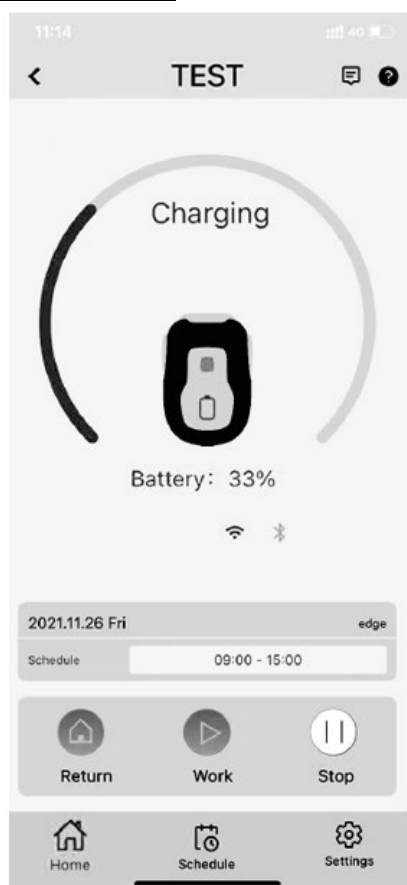 11:14
4G
TEST
Charging
Battery: 33%
2021.11.26 Fri edge
Schedule 09:00 - 15:00
Return Work Stop
Home Schedule Settings